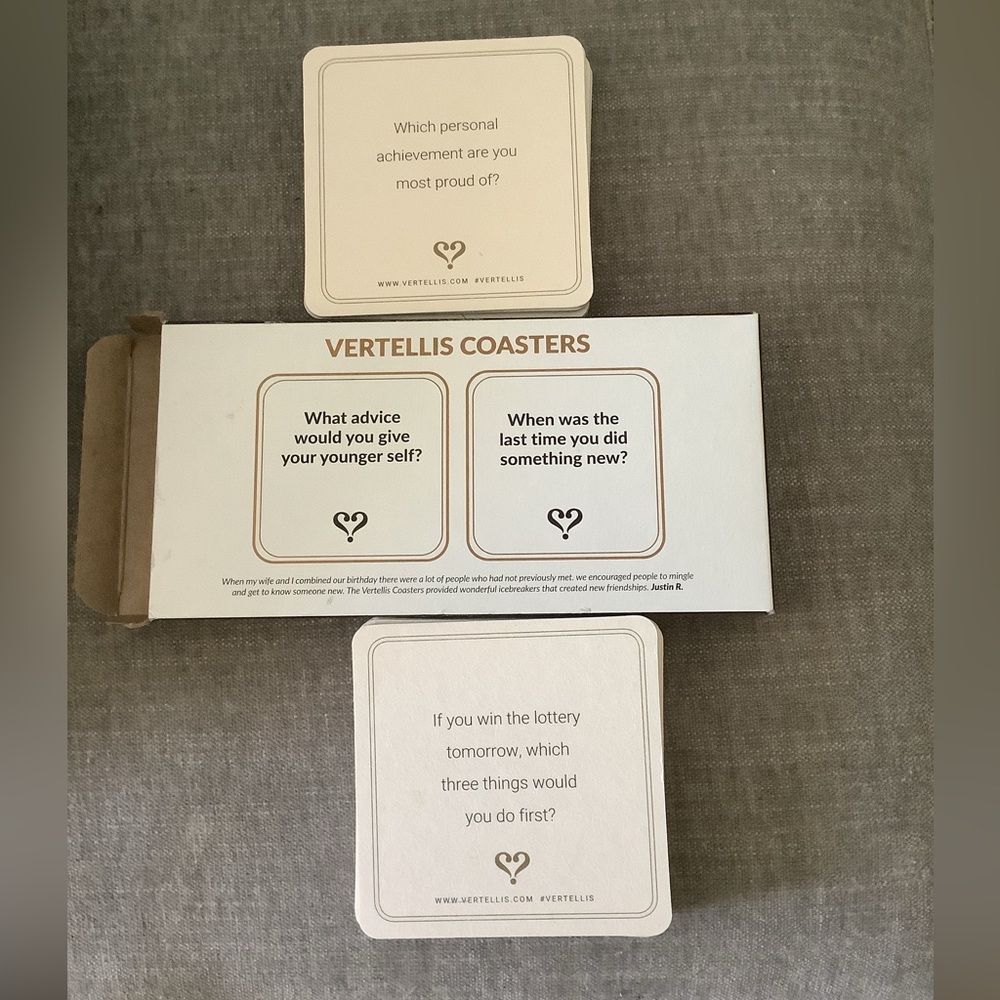 Which personal
achievement are you
most proud of?
WWW.VERTELLIS.COM #VERTELLIS
VERTELLIS COASTERS
What advice
would you give
your younger self?
When was the
last time you did
something new?
When my wife and I combined our birthday there were a lot of people who had not previously met. we encouraged people to mingle
and get to know someone new. The Vertellis Coasters provided wonderful icebreakers that created new friendships. Justin R.
If you win the lottery
tomorrow, which
three things would
you do first?
WWW.VERTELLIS.COM #VERTELLIS